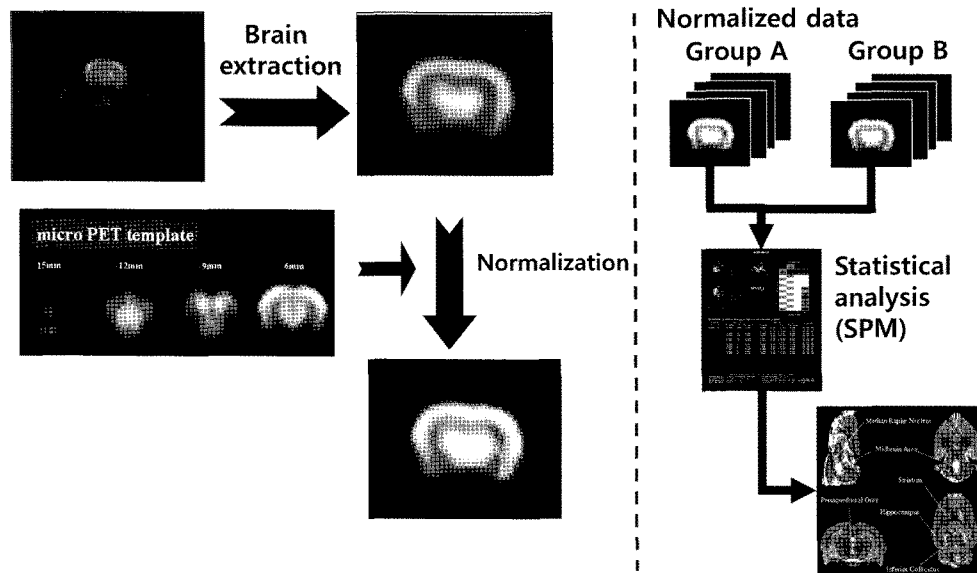 Brain
extraction
micro PET template
15mm
-12mm
9mm
6mm
Normalization
Normalized data
Group A
Group B
Statistical
analysis
(SPM)
Median Raphe Nucleus
Midbrain Area
Striatum
Hippocampus
Inferior Colliculus